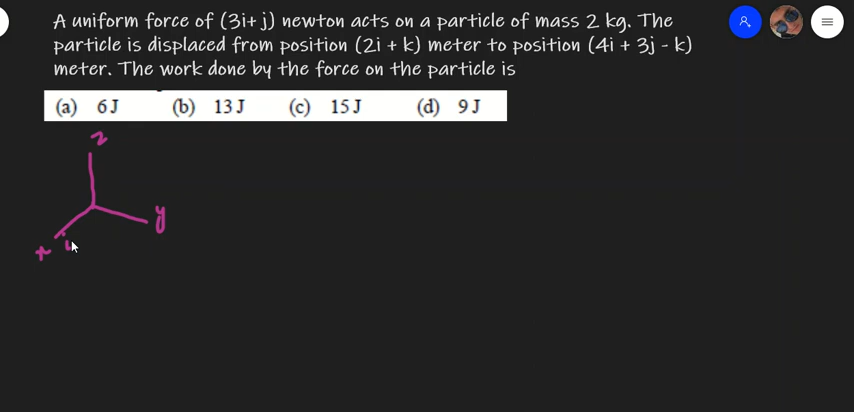 A uniform force of (3i+ j) newton acts on a particle of mass 2 kg. The
particle is displaced from position (2i + k) meter to position (4i + 3j - k)
meter. The work done by the force on the particle is
(a) 6 J (b) 13 J (c) 15 J (d) 9 J
z
y
x i